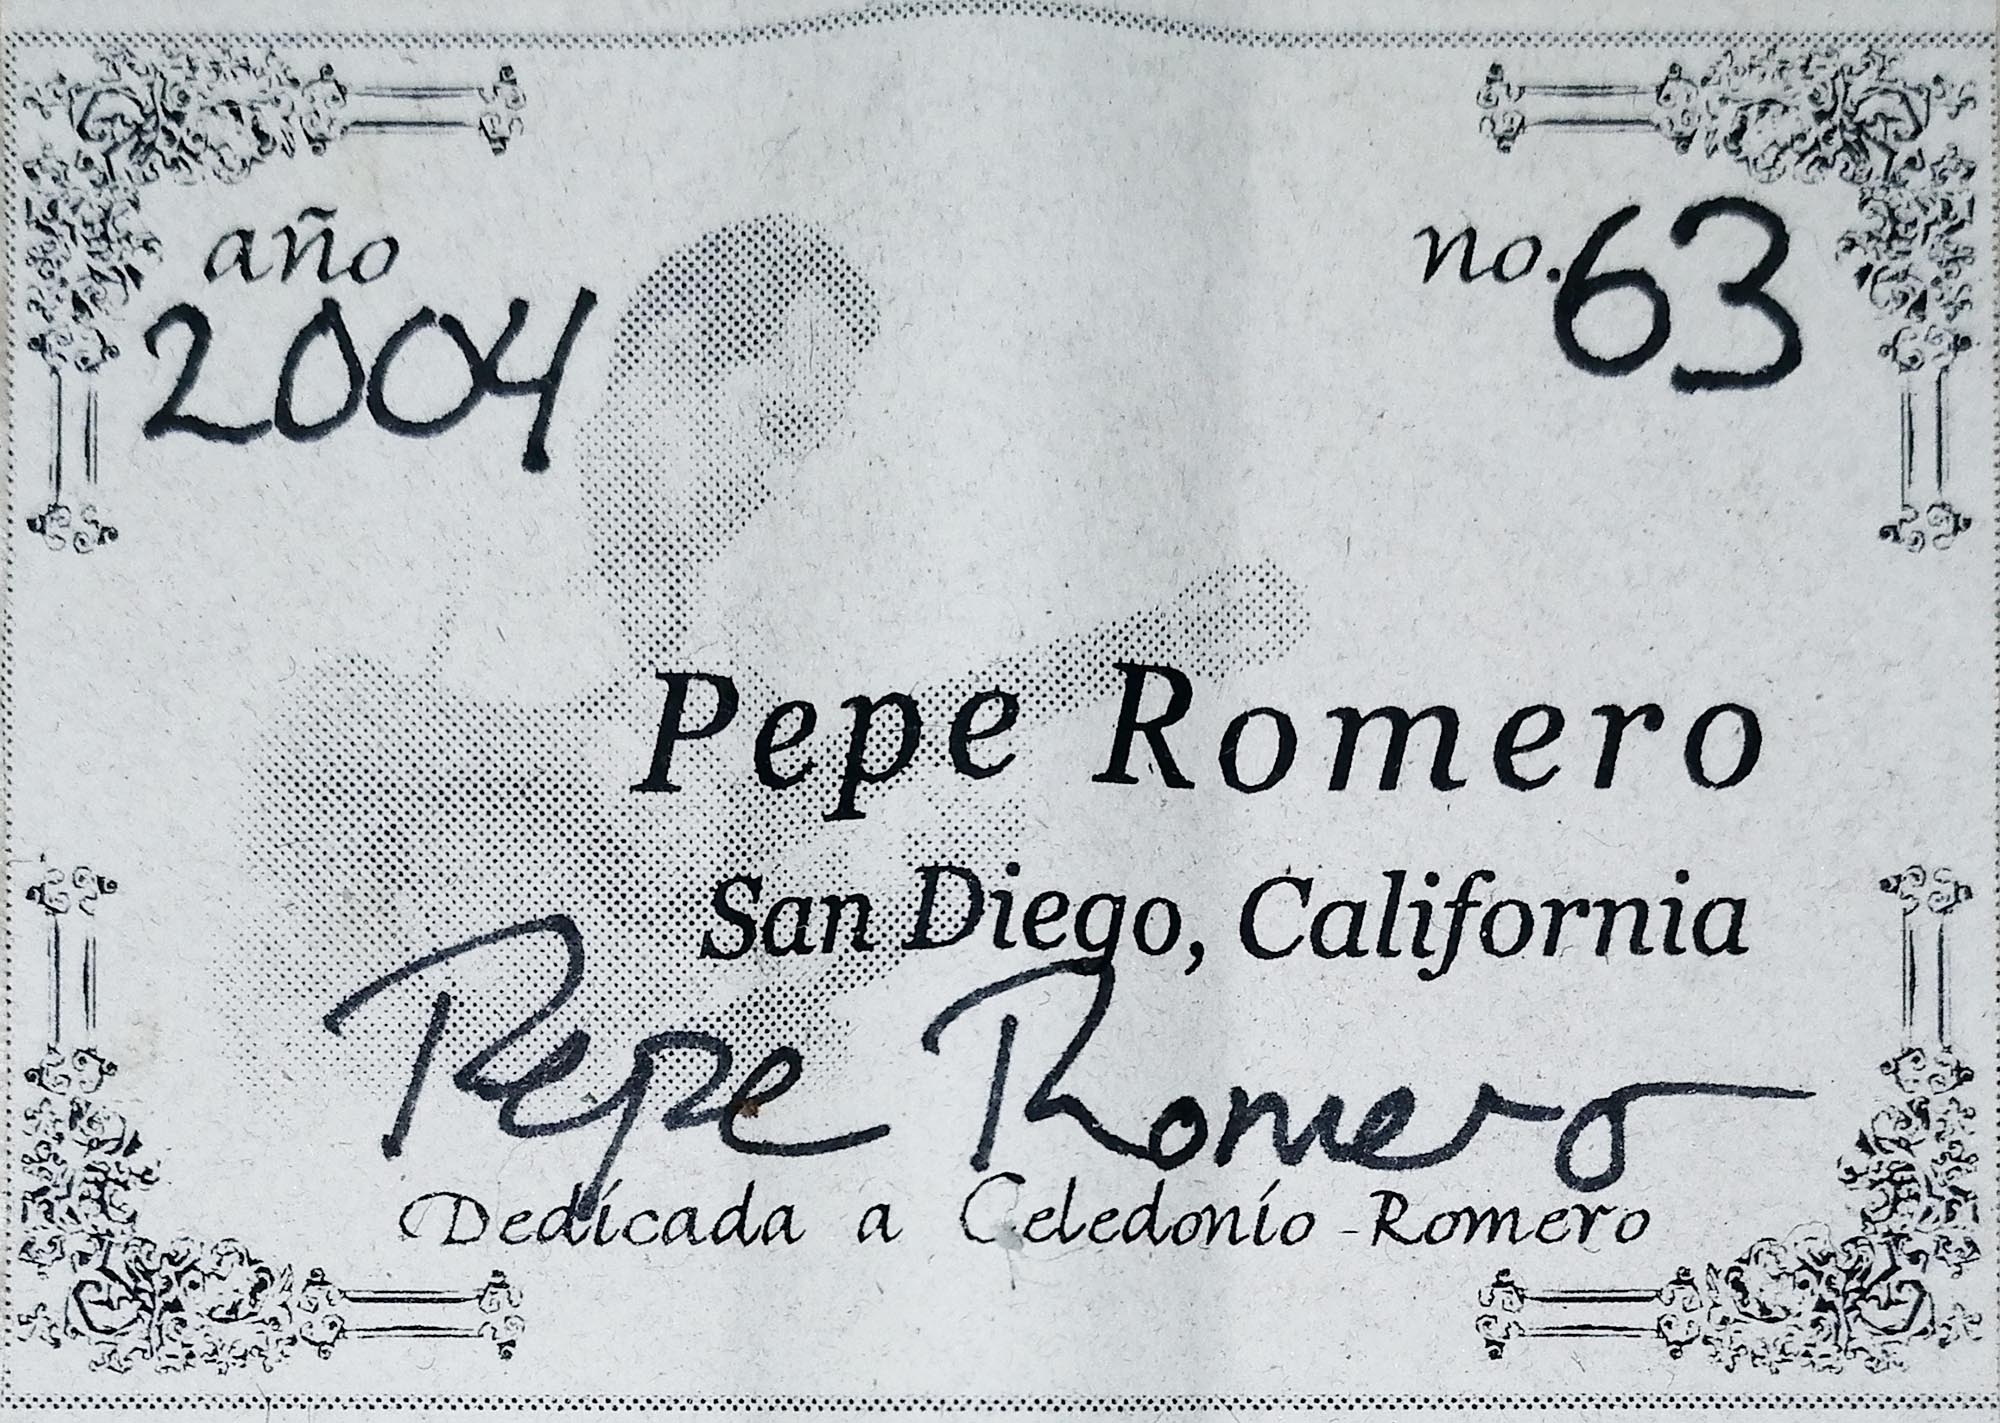 año
2004
no. 63
Pepe Romero
San Diego, California
Pepe Romero
Dedicada a Celedonio Romero